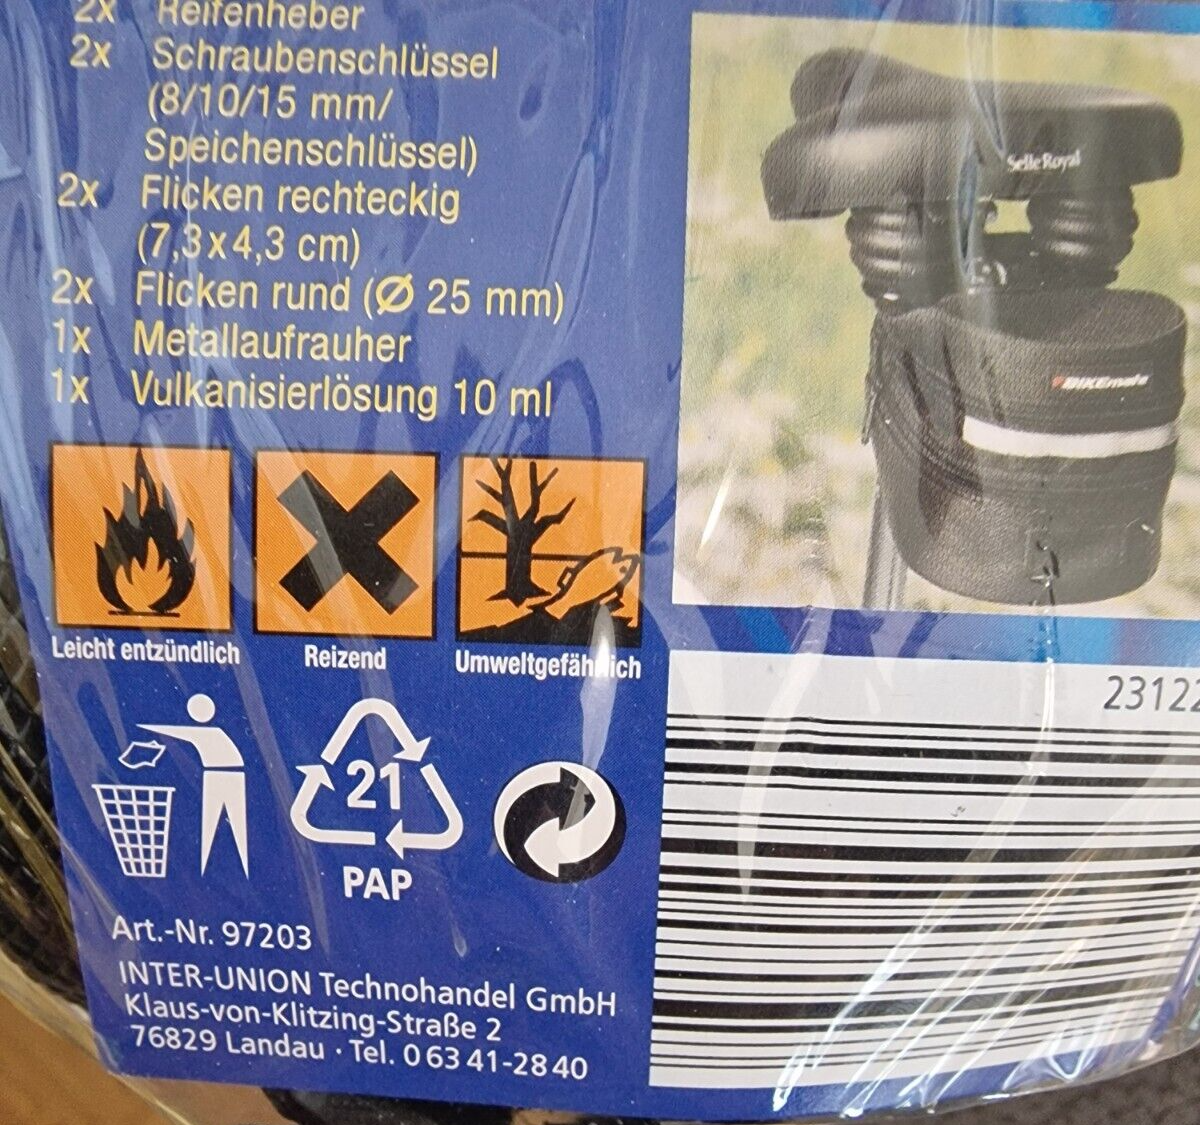 2x Reifenheber
2x Schraubenschlüssel
(8/10/15 mm/
Speichenschlüssel)
2x Flicken rechteckig
(7,3x4,3 cm)
2x Flicken rund (Ø 25 mm)
1x Metallaufrauher
1x Vulkanisierlösung 10 ml
Selle Royal
Leicht entzündlich
Reizend
Umweltgefährlich
21
PAP
Art.-Nr. 97203
INTER-UNION Technohandel GmbH
Klaus-von-Klitzing-Straße 2
76829 Landau · Tel. 0 63 41-28 40